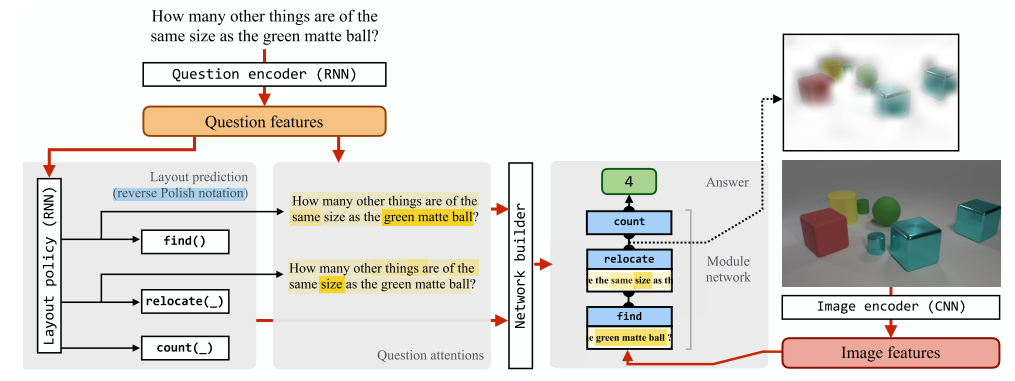 How many other things are of the
same size as the green matte ball?
Question encoder (RNN)
Question features
Layout policy (RNN)
Layout prediction
(reverse Polish notation)
find()
relocate(_)
count(_)
How many other things are of the
same size as the green matte ball?
How many other things are of the
same size as the green matte ball?
Question attentions
Network builder
4
Answer
count
relocate
e the same size as th
find
e green matte ball ?
Module
network
Image encoder (CNN)
Image features